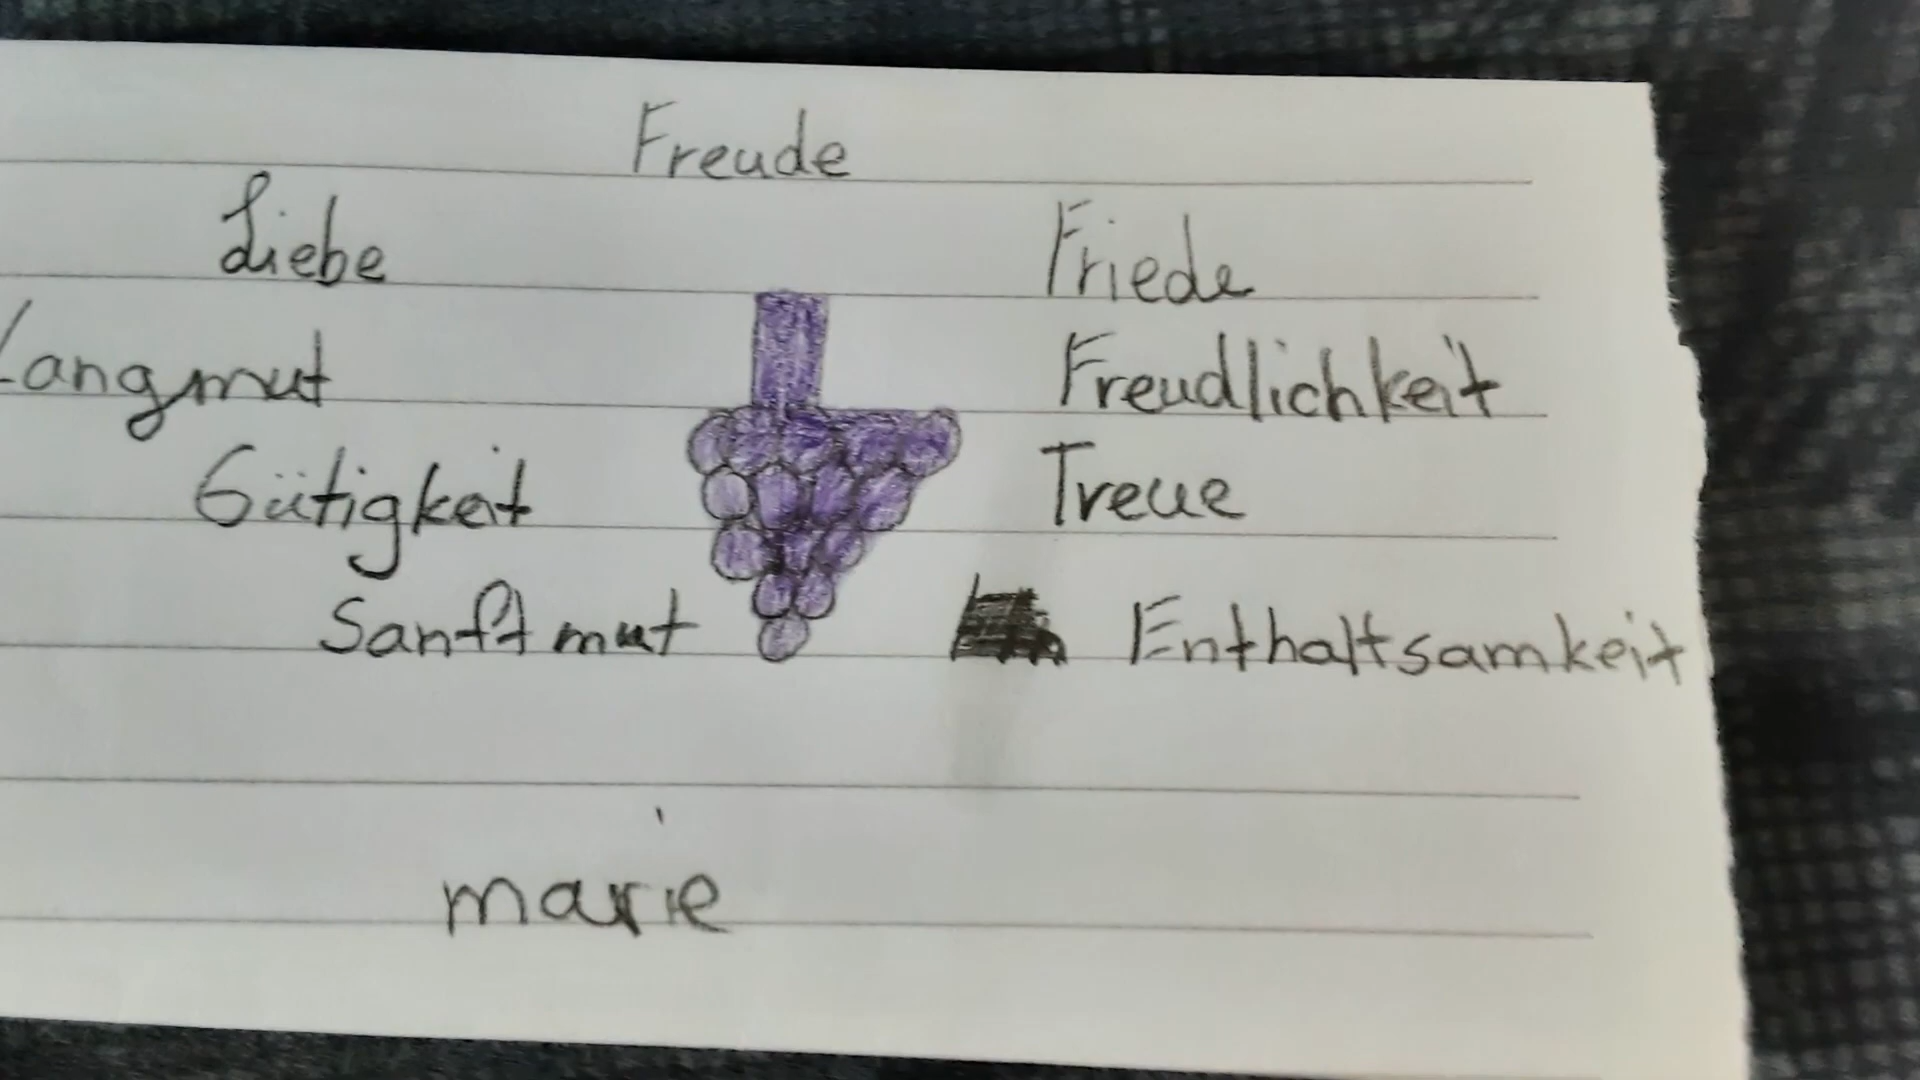 Freude
Liebe
Friede
Langmut
Freudlichkeit
Gütigkeit
Treue
Sanftmut
Enthaltsamkeit
marie